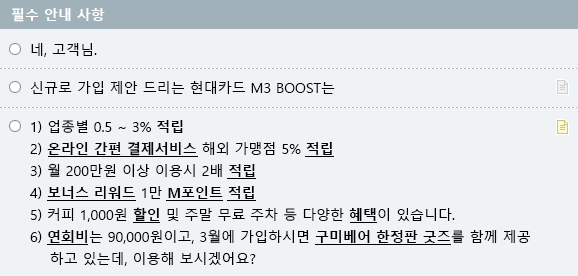 필수 안내 사항
네, 고객님.
신규로 가입 제안 드리는 현대카드 M3 BOOST는
1) 업종별 0.5 ~ 3% 적립
2) 온라인 간편 결제서비스 해외 가맹점 5% 적립
3) 월 200만원 이상 이용시 2배 적립
4) 보너스 리워드 1만 M포인트 적립
5) 커피 1,000원 할인 및 주말 무료 주차 등 다양한 혜택이 있습니다.
6) 연회비는 90,000원이고, 3월에 가입하시면 구미베어 한정판 굿즈를 함께 제공
하고 있는데, 이용해 보시겠어요?